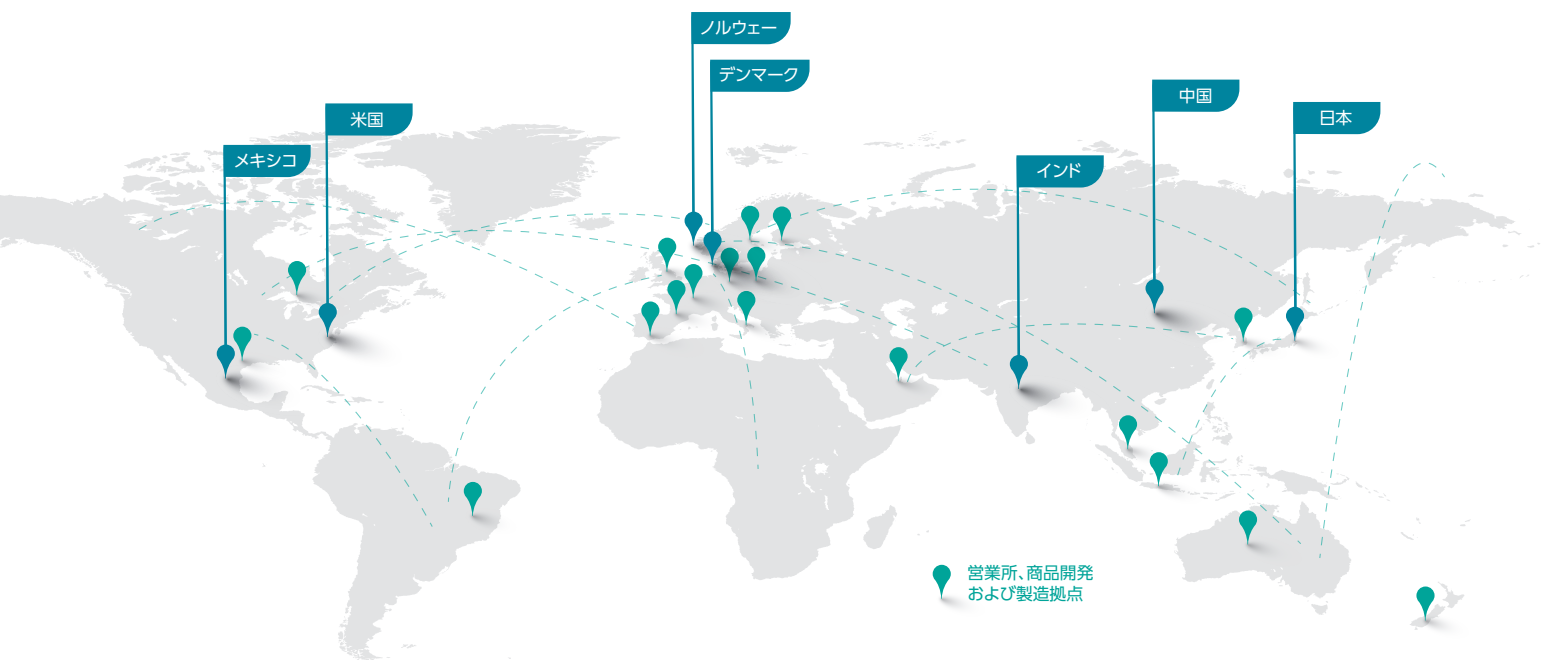 ノルウェー
デンマーク
中国
日本
米国
メキシコ
インド
営業所、商品開発
および製造拠点